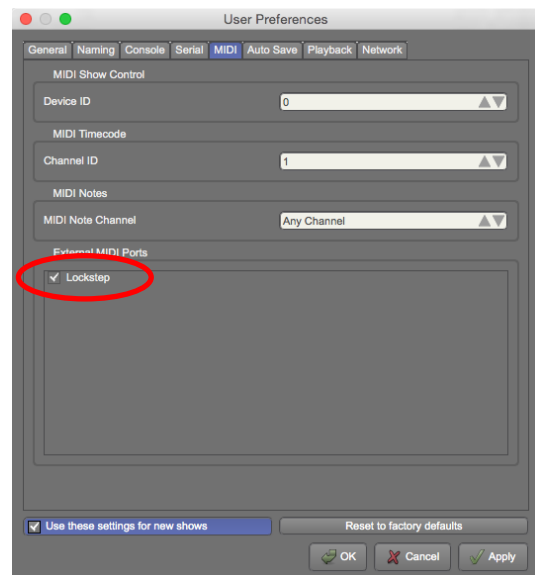 User Preferences
General Naming Console Serial MIDI Auto Save Playback Network
MIDI Show Control
Device ID 0
MIDI Timecode
Channel ID 1
MIDI Notes
MIDI Note Channel Any Channel
External MIDI Ports
Lockstep
Use these settings for new shows Reset to factory defaults
OK Cancel Apply